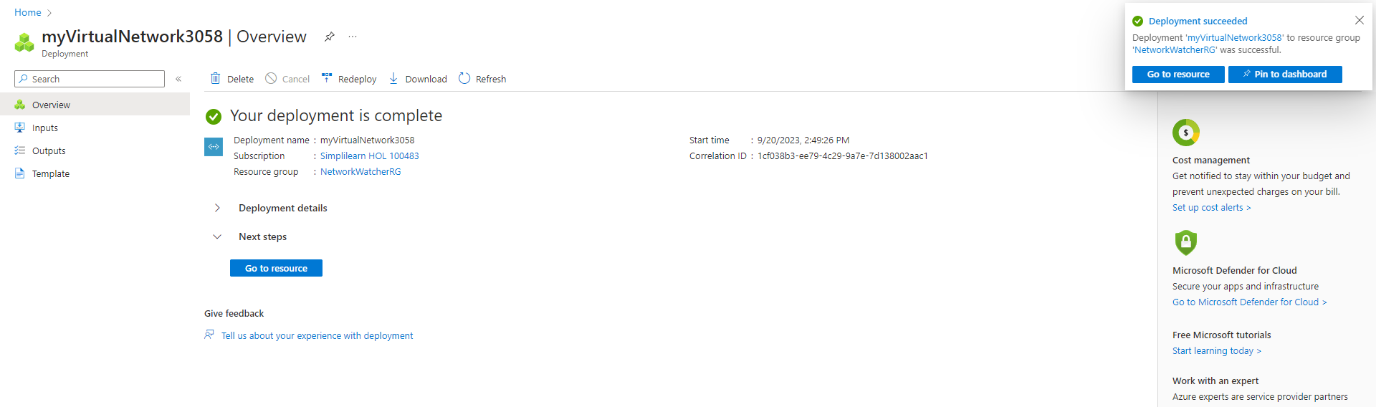 Home
myVirtualNetwork3058 | Overview
Deployment
Search
Overview
Inputs
Outputs
Template
Delete
Cancel
Redeploy
Download
Refresh
Your deployment is complete
Deployment name : myVirtualNetwork3058
Subscription : Simplilearn HOL 100483
Resource group : NetworkWatcherRG
Start time : 9/20/2023, 2:49:26 PM
Correlation ID : 1cf038b3-ee79-4c29-9a7e-7d138002aac1
Deployment details
Next steps
Go to resource
Give feedback
Tell us about your experience with deployment
Deployment succeeded
Deployment 'myVirtualNetwork3058' to resource group
'NetworkWatcherRG' was successful.
Go to resource
Pin to dashboard
Cost management
Get notified to stay within your budget and
prevent unexpected charges on your bill.
Set up cost alerts >
Microsoft Defender for Cloud
Secure your apps and infrastructure
Go to Microsoft Defender for Cloud >
Free Microsoft tutorials
Start learning today >
Work with an expert
Azure experts are service provider partners